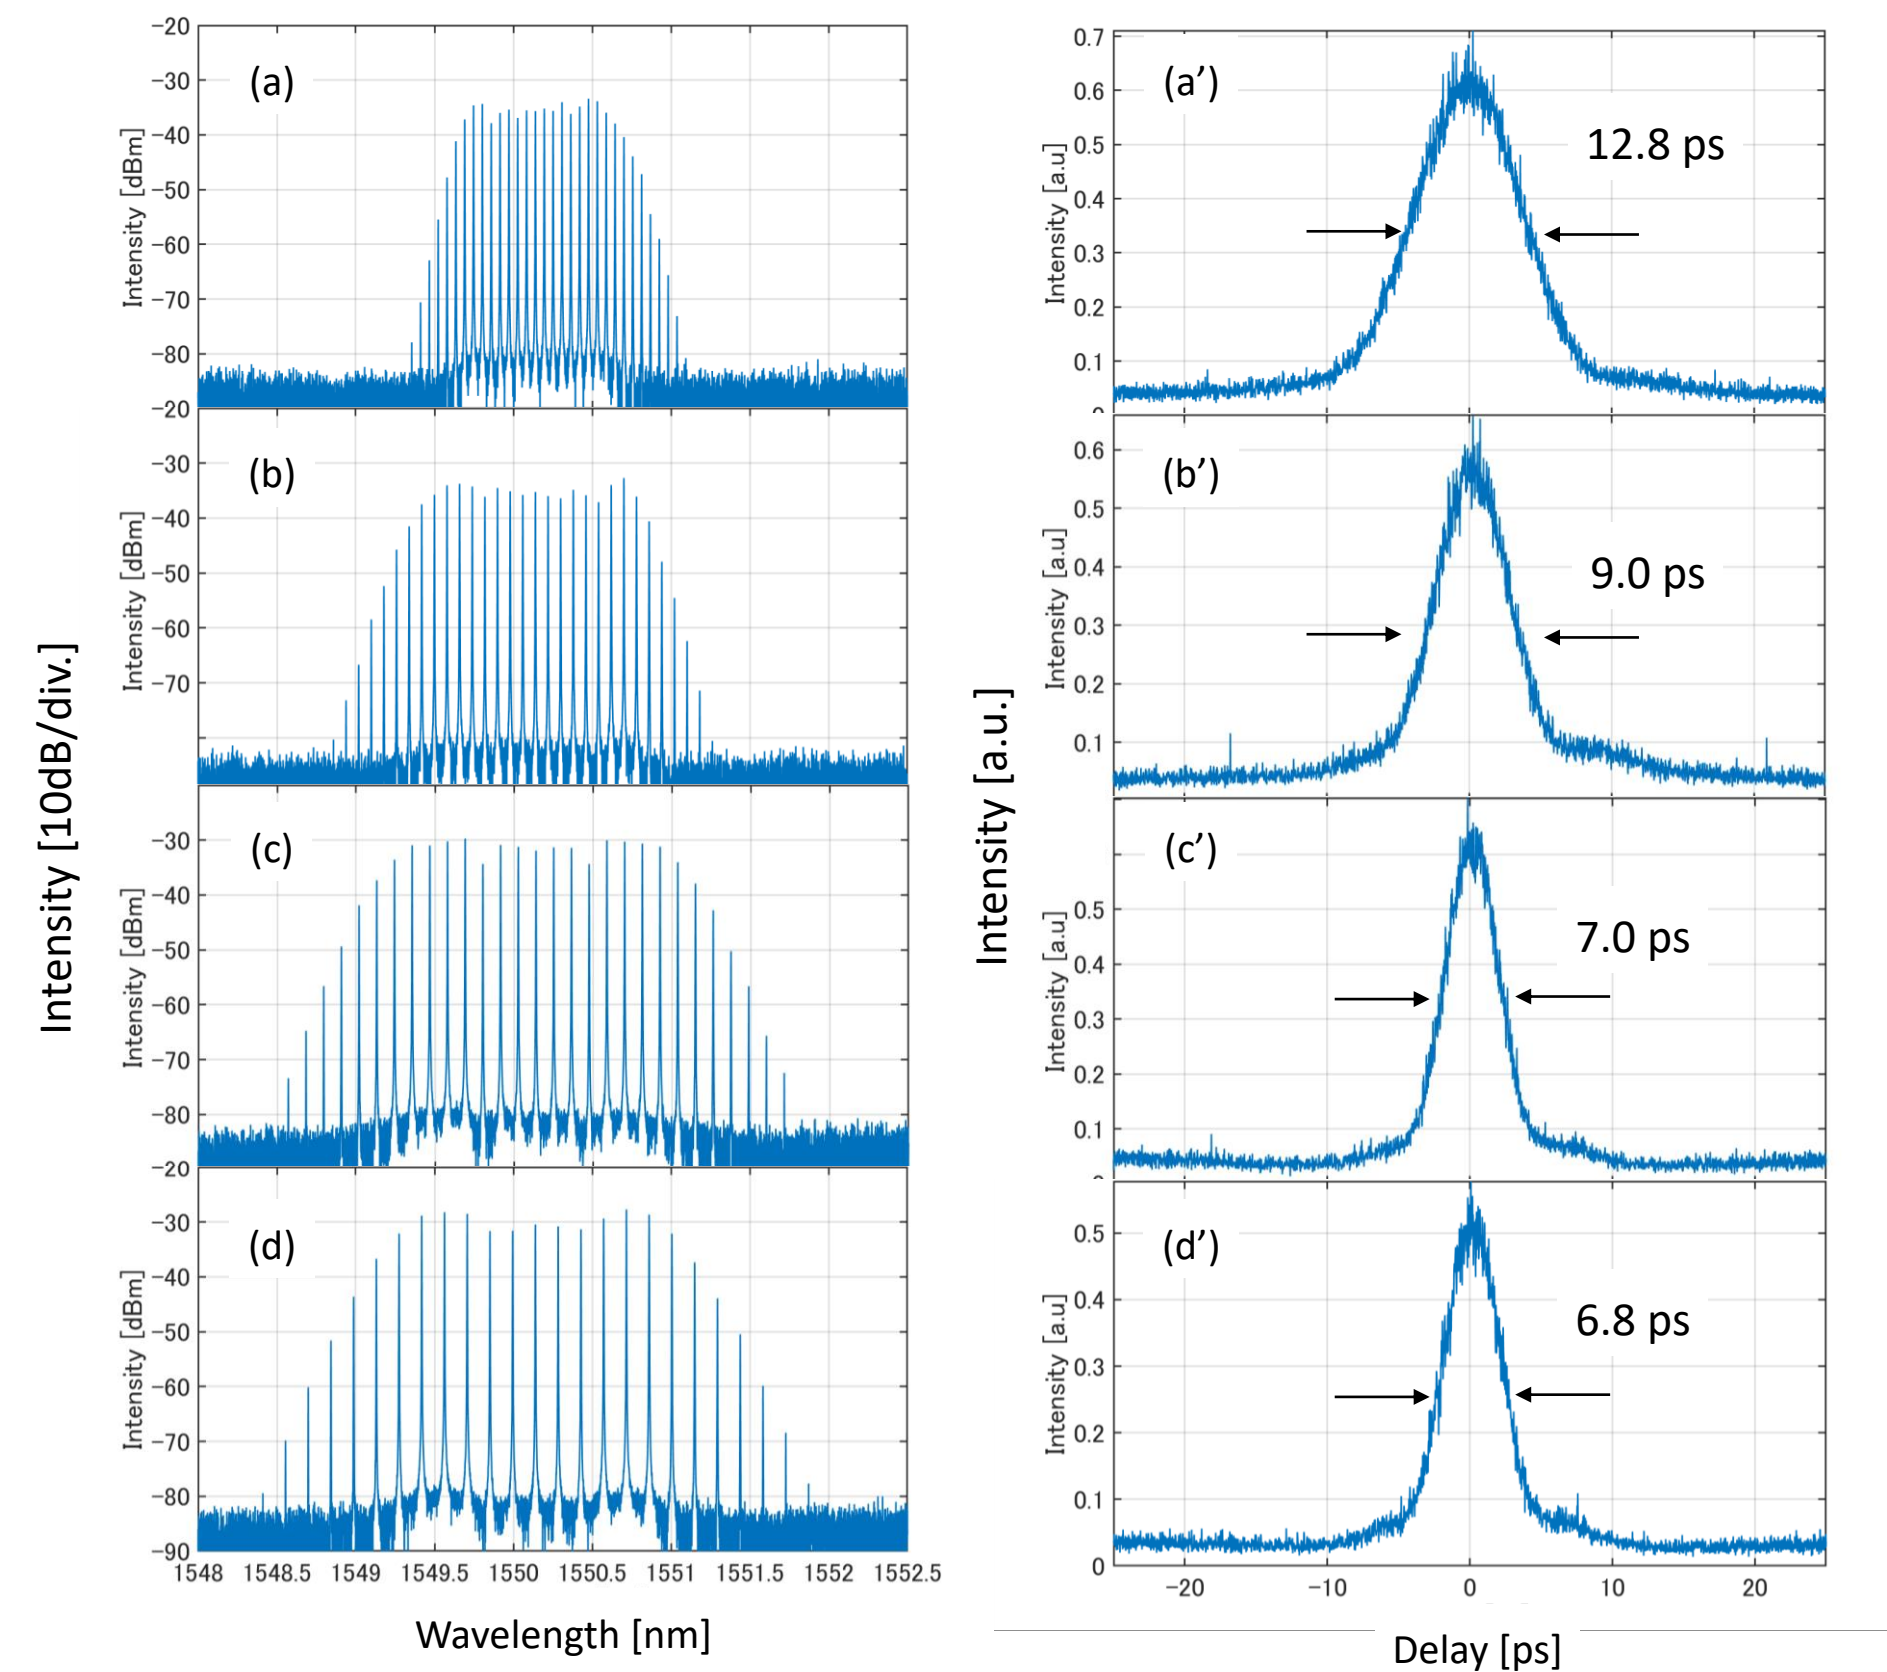 Intensity [10dB/div.]
(a)
Intensity [dBm]
−20
−30
−40
−50
−60
−70
−80
(b)
Intensity [dBm]
−20
−30
−40
−50
−60
−70
(c)
Intensity [dBm]
−30
−40
−50
−60
−70
−80
(d)
Intensity [dBm]
−20
−30
−40
−50
−60
−70
−80
−90
1548 1548.5 1549 1549.5 1550 1550.5 1551 1551.5 1552 1552.5
Wavelength [nm]
Intensity [a.u.]
(a’)
12.8 ps
Intensity [a.u]
0.7
0.6
0.5
0.4
0.3
0.2
0.1
(b’)
9.0 ps
Intensity [a.u]
0.6
0.5
0.4
0.3
0.2
0.1
(c’)
7.0 ps
Intensity [a.u]
0.5
0.4
0.3
0.2
0.1
(d’)
6.8 ps
Intensity [a.u]
0.5
0.4
0.3
0.2
0.1
0
−20 −10 0 10 20
Delay [ps]